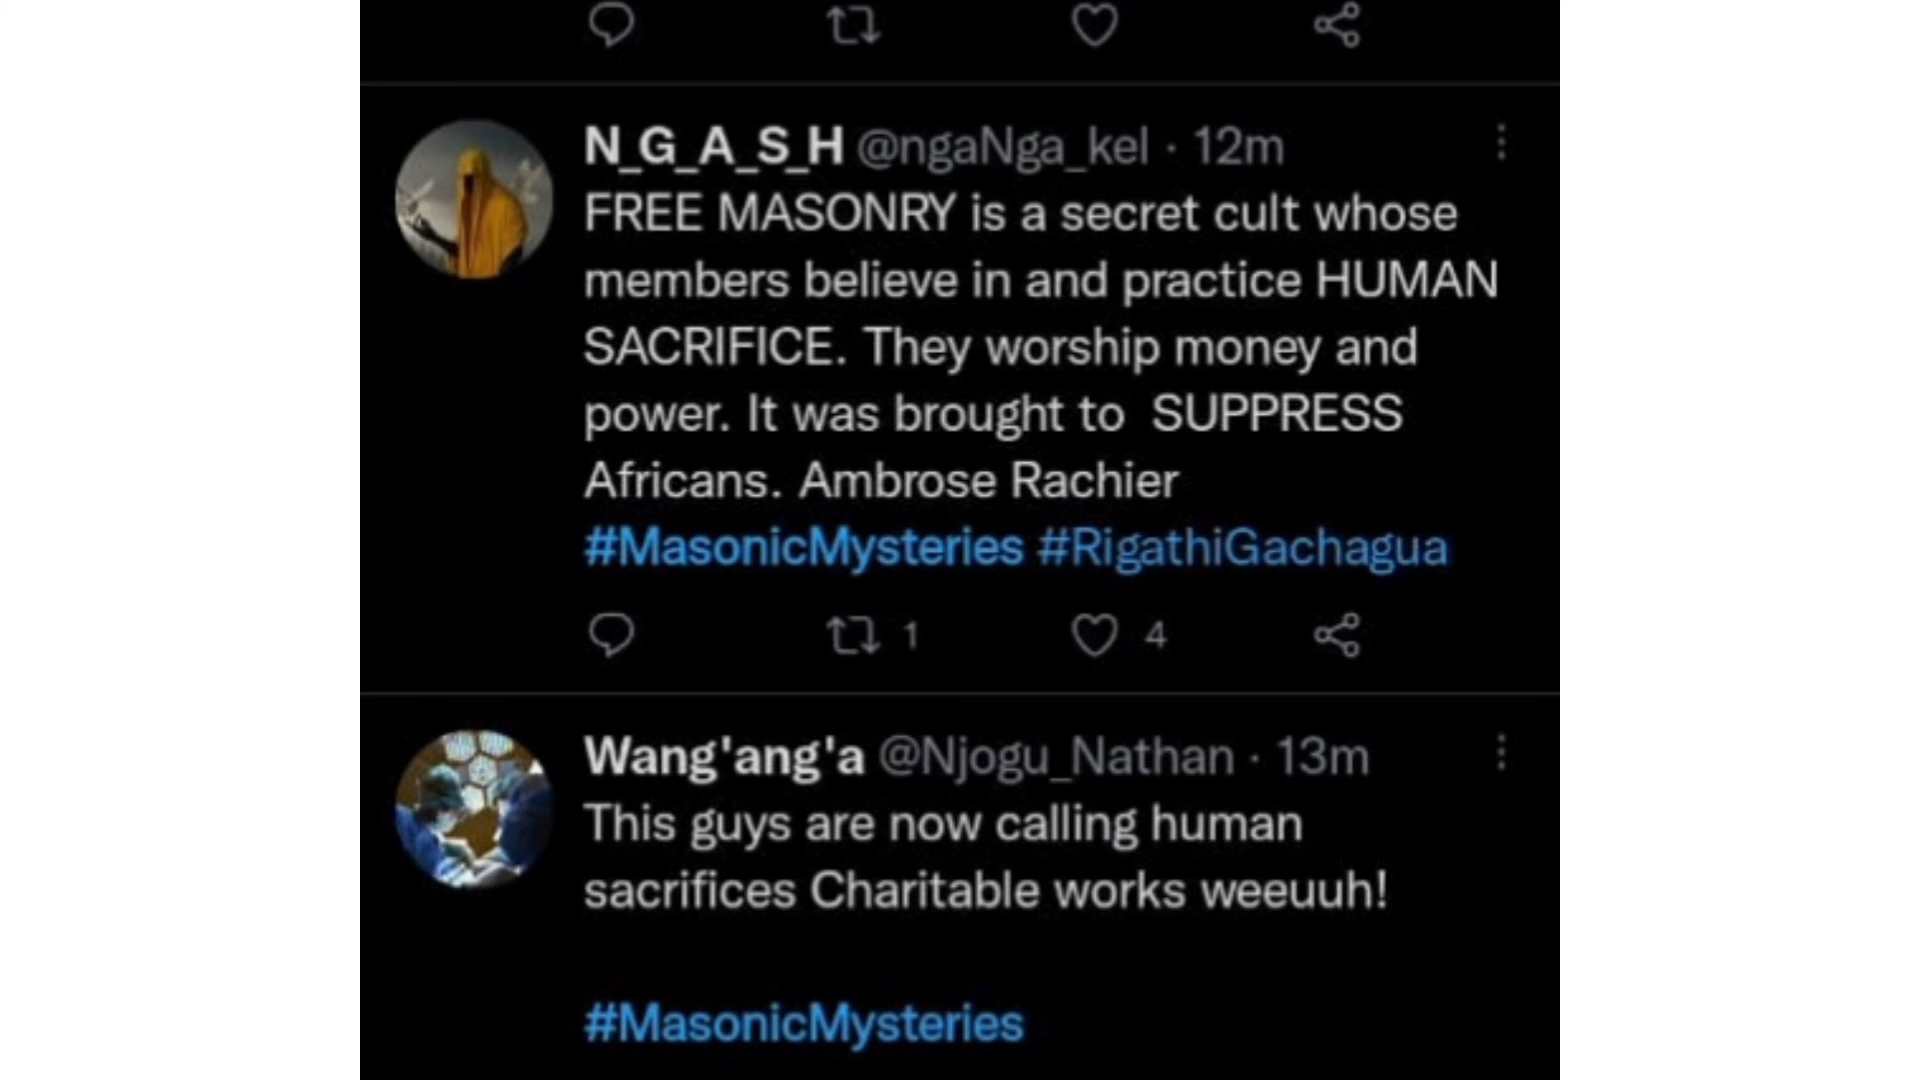 N_G_A_S_H @ngaNga_kel · 12m
FREE MASONRY is a secret cult whose
members believe in and practice HUMAN
SACRIFICE. They worship money and
power. It was brought to  SUPPRESS
Africans. Ambrose Rachier
#MasonicMysteries #RigathiGachagua
1 4
Wang'ang'a @Njogu_Nathan · 13m
This guys are now calling human
sacrifices Charitable works weeuuh!
#MasonicMysteries